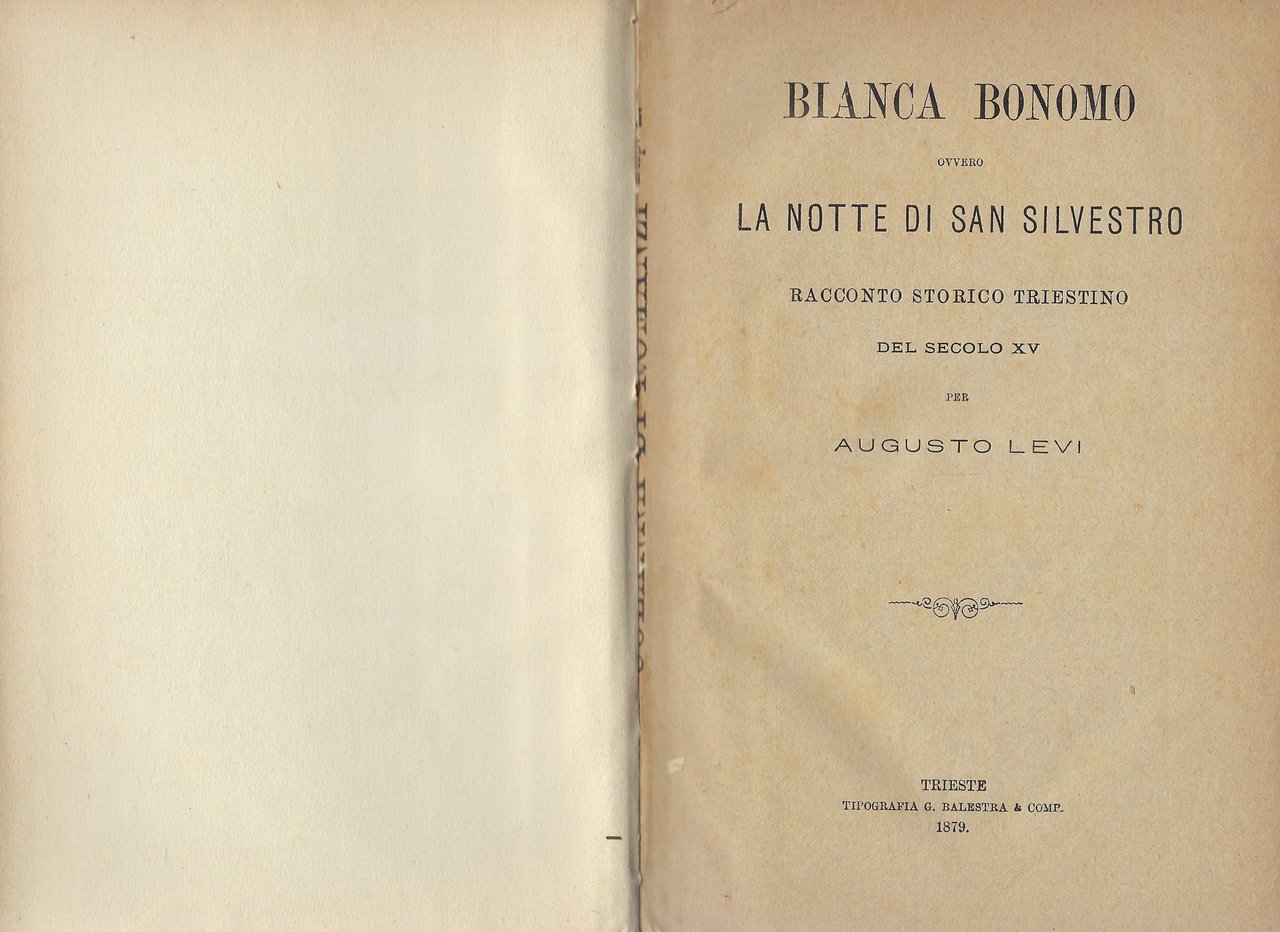 BIANCA BONOMO
OVVERO
LA NOTTE DI SAN SILVESTRO
RACCONTO STORICO TRIESTINO
DEL SECOLO XV
PER
AUGUSTO LEVI
TRIESTE
TIPOGRAFIA G. BALESTRA & COMP.
1879.